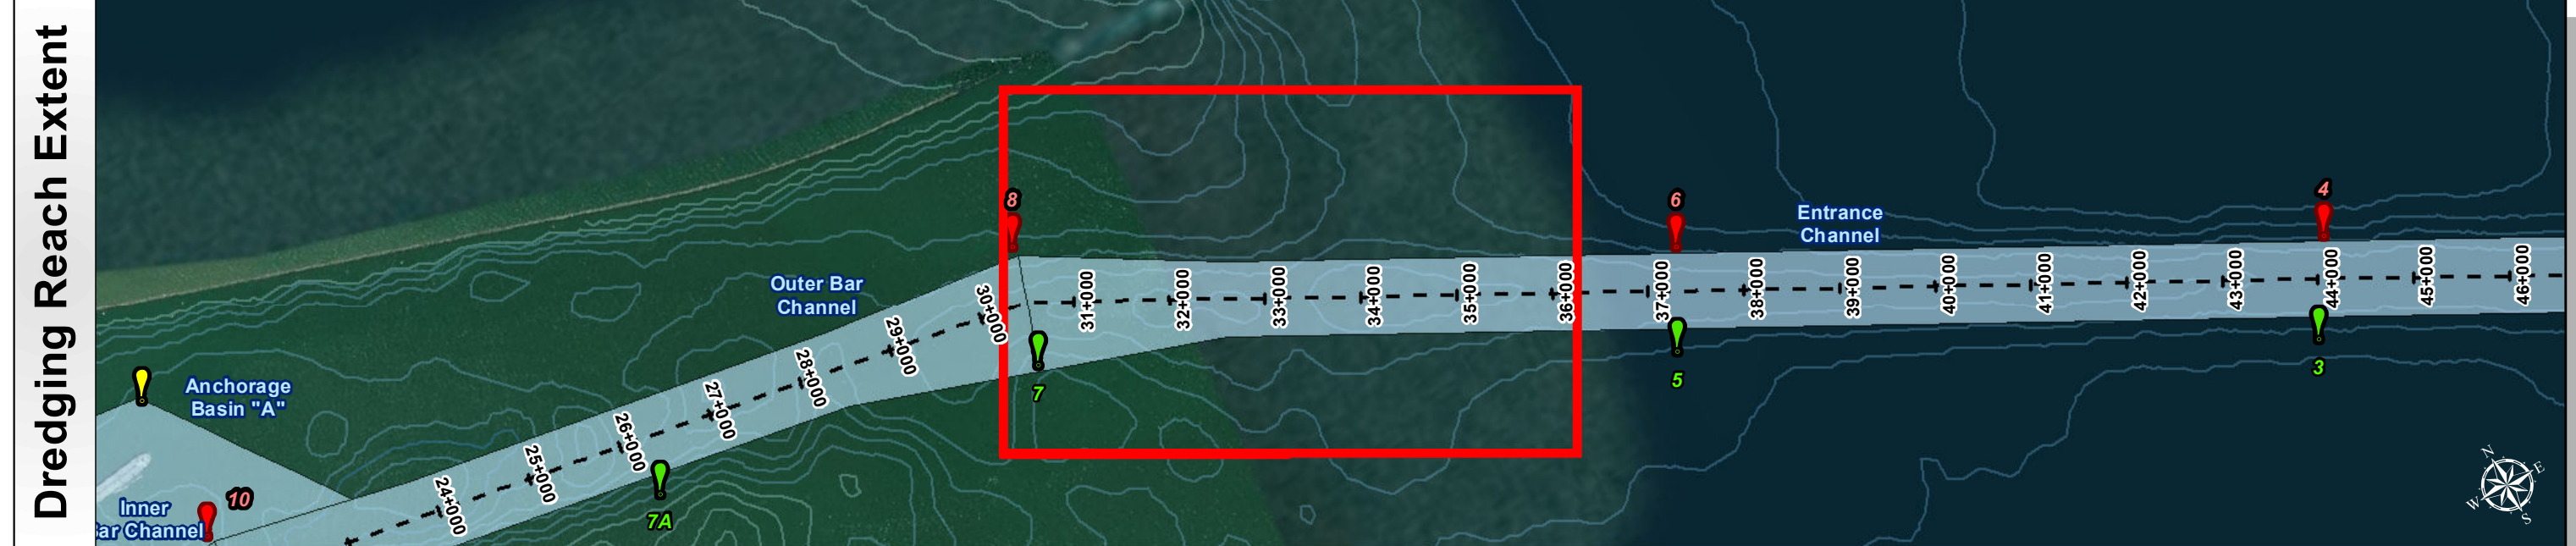 Dredging Reach Extent
8
6
4
Entrance
Channel
Outer Bar
Channel
30+000
31+000
32+000
33+000
34+000
35+000
36+000
37+000
38+000
39+000
40+000
41+000
42+000
43+000
44+000
45+000
46+000
29+000
28+000
27+000
26+000
25+000
24+000
7
5
3
Anchorage
Basin "A"
10
Inner
ar Channel
7A
N
E
W
S